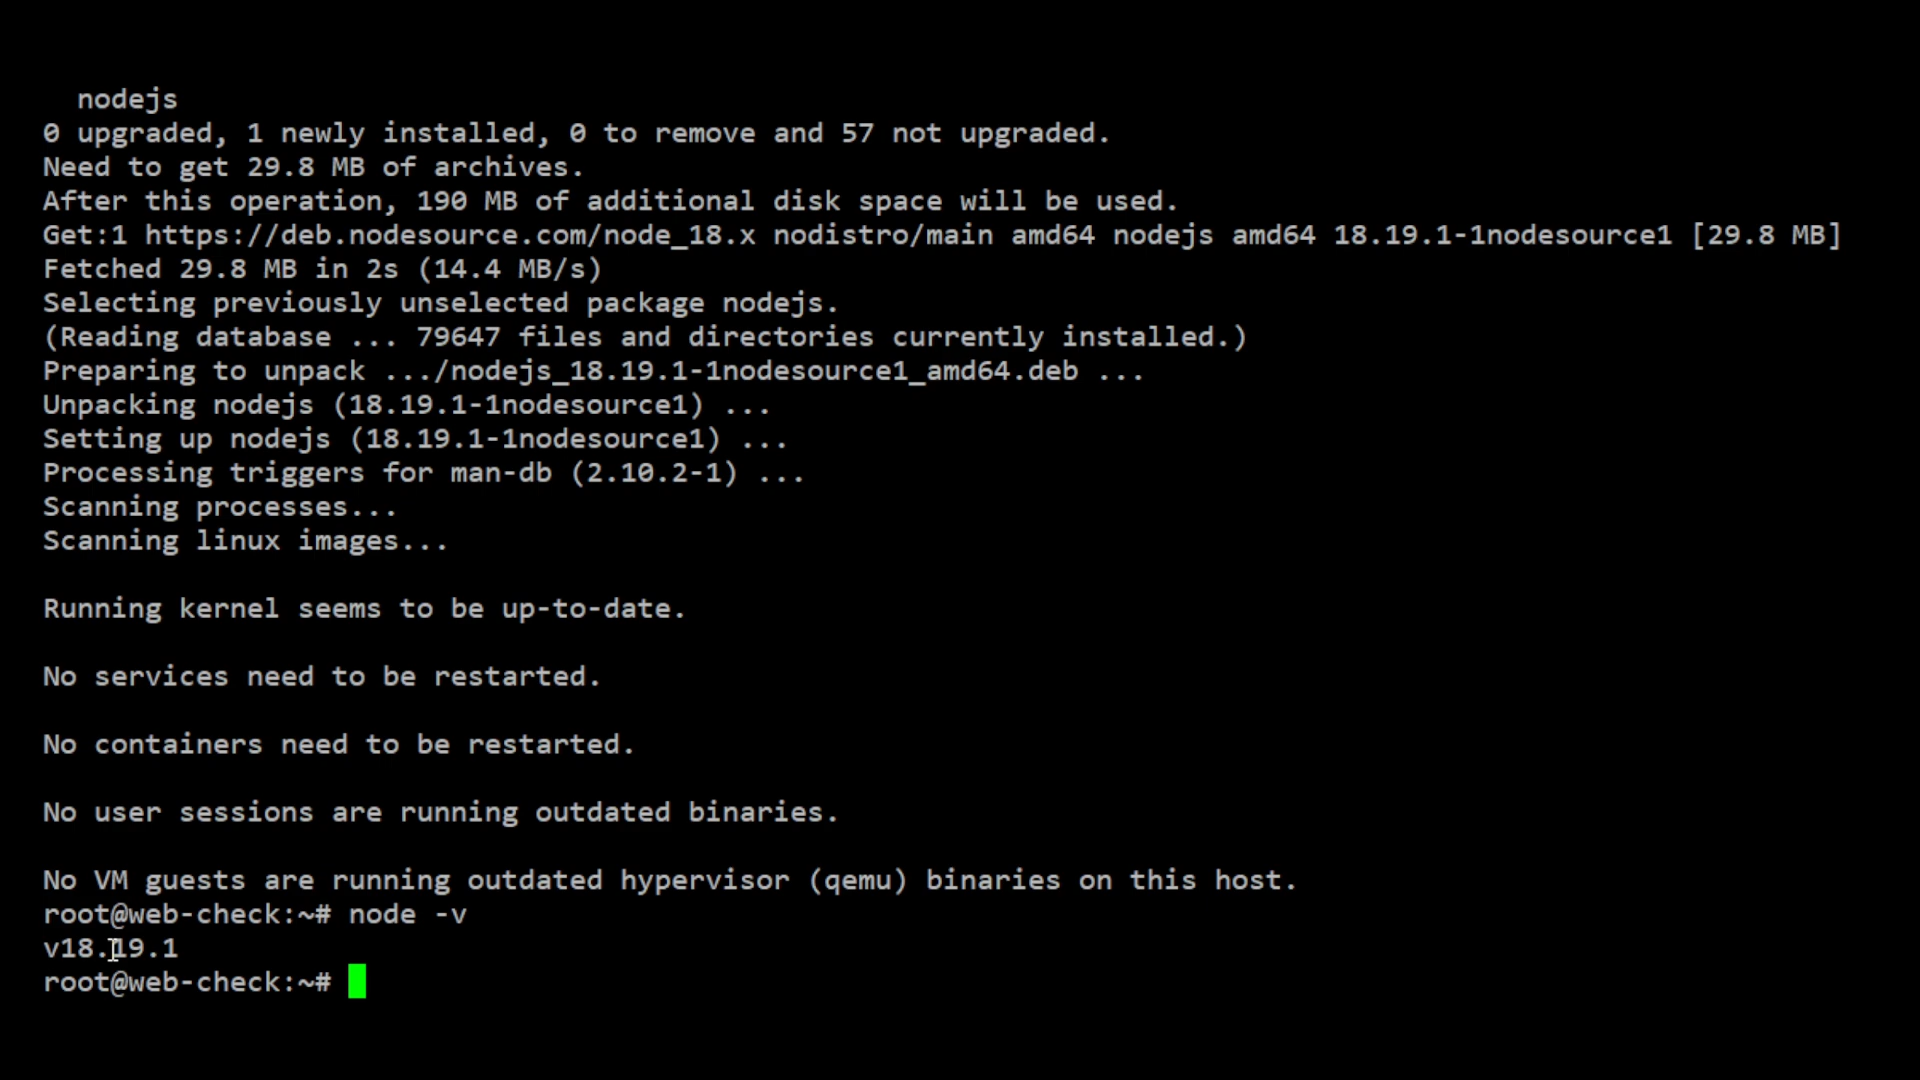 nodejs
0 upgraded, 1 newly installed, 0 to remove and 57 not upgraded.
Need to get 29.8 MB of archives.
After this operation, 190 MB of additional disk space will be used.
Get:1 https://deb.nodesource.com/node_18.x nodistro/main amd64 nodejs amd64 18.19.1-1nodesource1 [29.8 MB]
Fetched 29.8 MB in 2s (14.4 MB/s)
Selecting previously unselected package nodejs.
(Reading database ... 79647 files and directories currently installed.)
Preparing to unpack .../nodejs_18.19.1-1nodesource1_amd64.deb ...
Unpacking nodejs (18.19.1-1nodesource1) ...
Setting up nodejs (18.19.1-1nodesource1) ...
Processing triggers for man-db (2.10.2-1) ...
Scanning processes...
Scanning linux images...
Running kernel seems to be up-to-date.
No services need to be restarted.
No containers need to be restarted.
No user sessions are running outdated binaries.
No VM guests are running outdated hypervisor (qemu) binaries on this host.
root@web-check:~# node -v
v18.19.1
root@web-check:~#